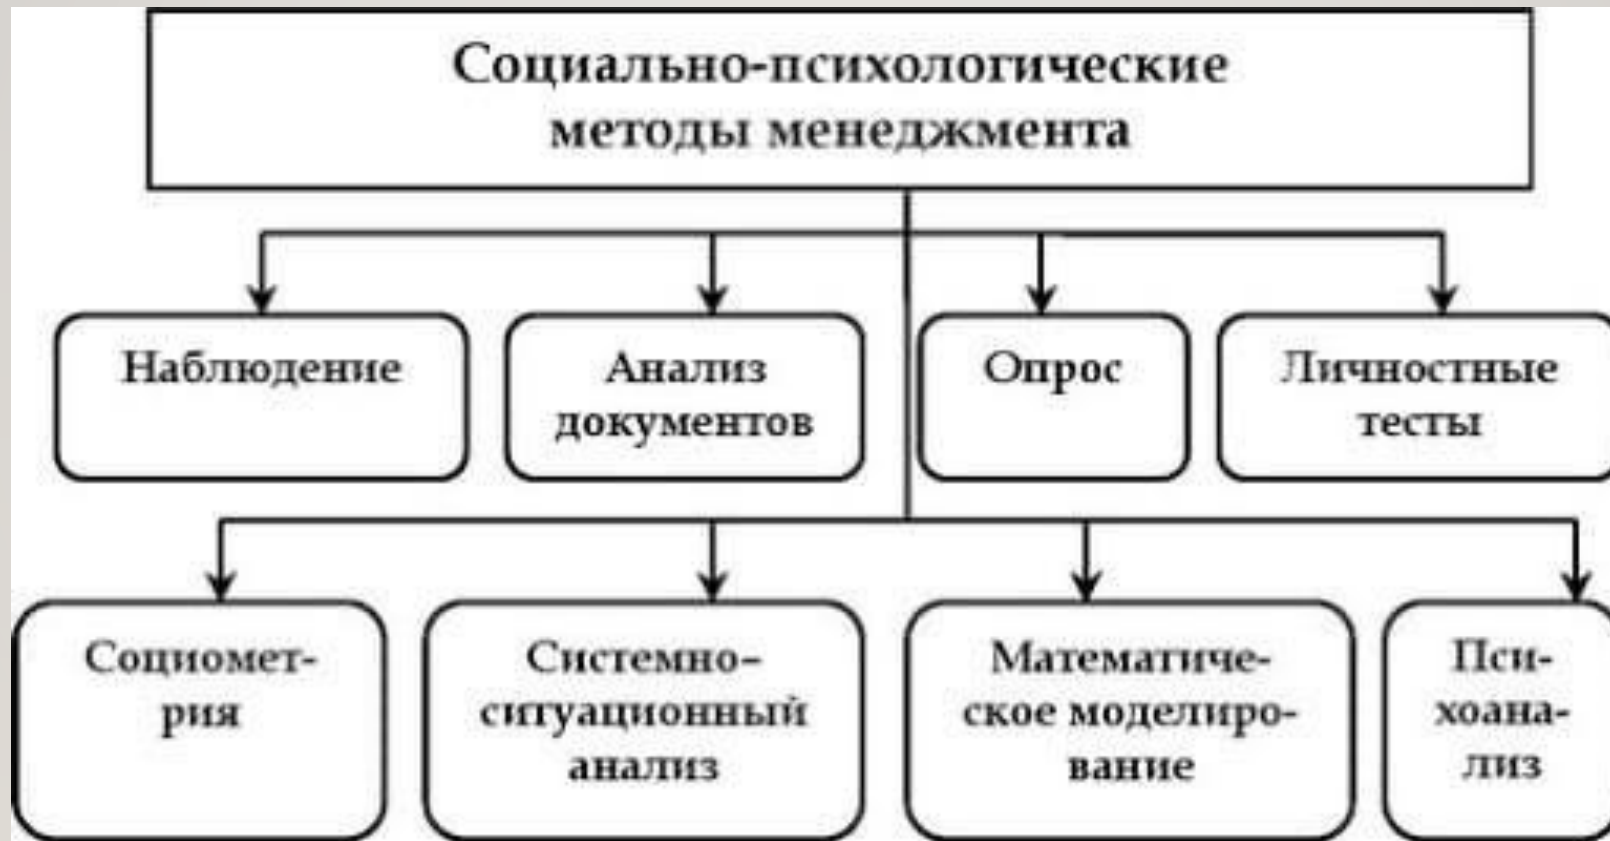 Социально-психологические
методы менеджмента
Наблюдение
Анализ
документов
Опрос
Личностные
тесты
Социомет-
рия
Системно-
ситуационный
анализ
Математиче-
ское моделиро-
вание
Пси-
хоана-
лиз